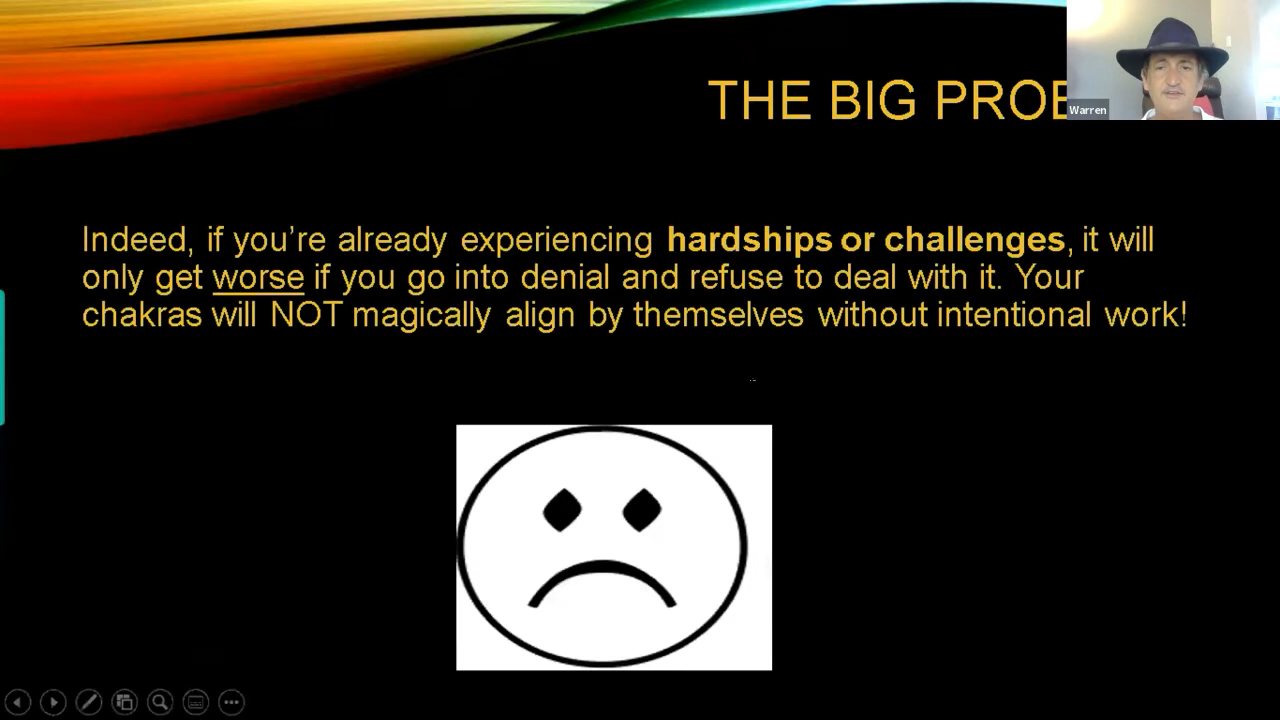 THE BIG PROB
Warren
Indeed, if you’re already experiencing hardships or challenges, it will
only get worse if you go into denial and refuse to deal with it. Your
chakras will NOT magically align by themselves without intentional work!